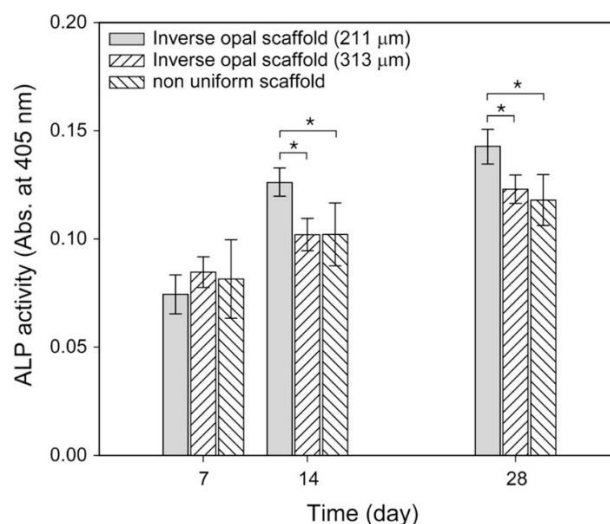 0.20
0.15
0.10
0.05
0.00
ALP activity (Abs. at 405 nm)
Inverse opal scaffold (211 μm)
Inverse opal scaffold (313 μm)
non uniform scaffold
*
*
*
*
7 14 28
Time (day)